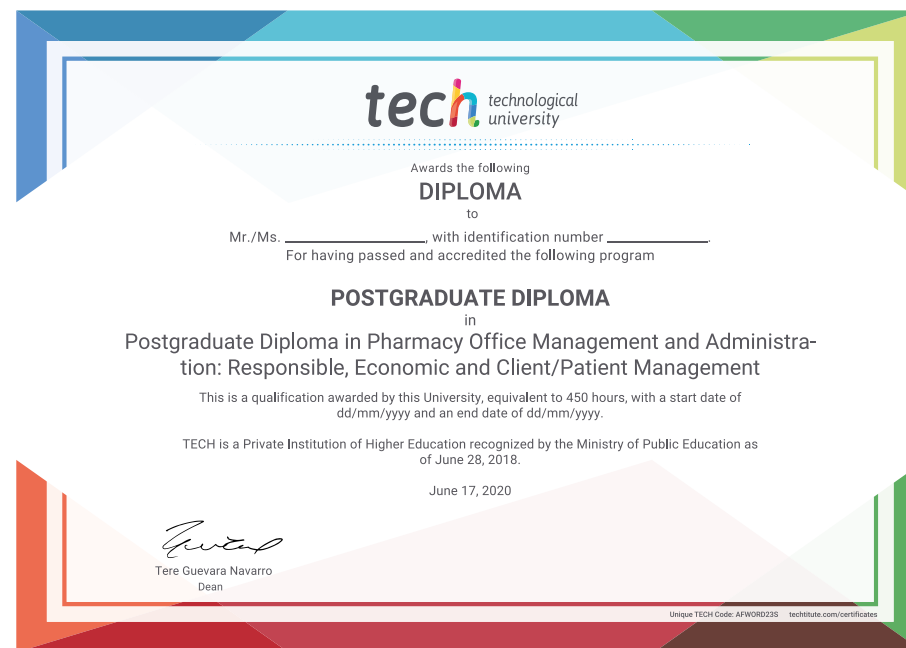 tech technological
university
Awards the following
DIPLOMA
to
Mr./Ms. ____________________, with identification number ______________.
For having passed and accredited the following program
POSTGRADUATE DIPLOMA
in
Postgraduate Diploma in Pharmacy Office Management and Administra-
tion: Responsible, Economic and Client/Patient Management
This is a qualification awarded by this University, equivalent to 450 hours, with a start date of
dd/mm/yyyy and an end date of dd/mm/yyyy.
TECH is a Private Institution of Higher Education recognized by the Ministry of Public Education as
of June 28, 2018.
June 17, 2020
Tere Guevara Navarro
Dean
Unique TECH Code: AFWORD23S techtitute.com/certificates